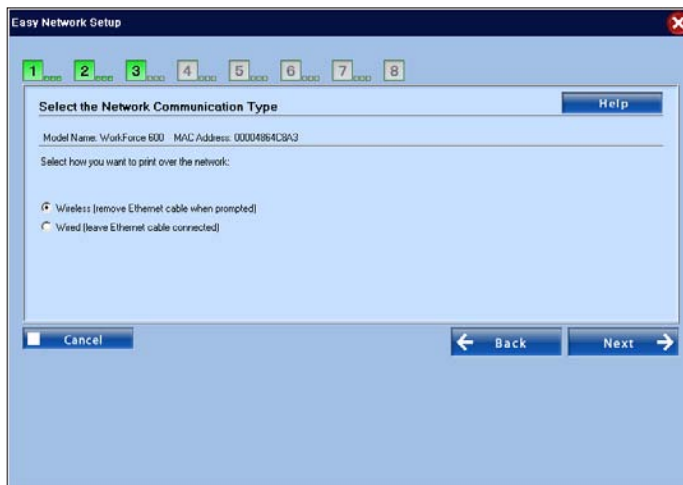 Easy Network Setup
1 2 3 4 5 6 7 8
Select the Network Communication Type
Help
Model Name: WorkForce 600 MAC Address: 00004864C8A3
Select how you want to print over the network:
Wireless (remove Ethernet cable when prompted)
Wired (leave Ethernet cable connected)
Cancel
Back
Next